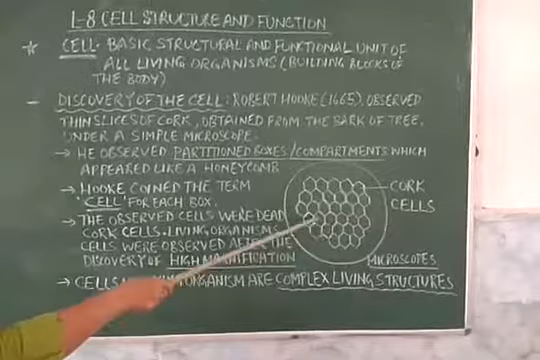 L-8 CELL STRUCTURE AND FUNCTION
* CELL: BASIC STRUCTURAL AND FUNCTIONAL UNIT OF
ALL LIVING ORGANISMS (BUILDING BLOCKS OF
THE BODY)
- DISCOVERY OF THE CELL: ROBERT HOOKE (1665). OBSERVED
THIN SLICES OF CORK, OBTAINED FROM THE BARK OF TREE,
UNDER A SIMPLE MICROSCOPE.
→ HE OBSERVED PARTITIONED BOXES/COMPARTMENTS WHICH
APPEARED LIKE A HONEYCOMB
→ HOOKE COINED THE TERM
'CELL' FOR EACH BOX.
→ THE OBSERVED CELLS WERE DEAD
CORK CELLS. LIVING ORGANISMS
CELLS WERE OBSERVED AFTER THE
DISCOVERY OF HIGH MAGNIFICATION
MICROSCOPES
→ CELLS ORGANISM ARE COMPLEX LIVING STRUCTURES
CORK
CELLS